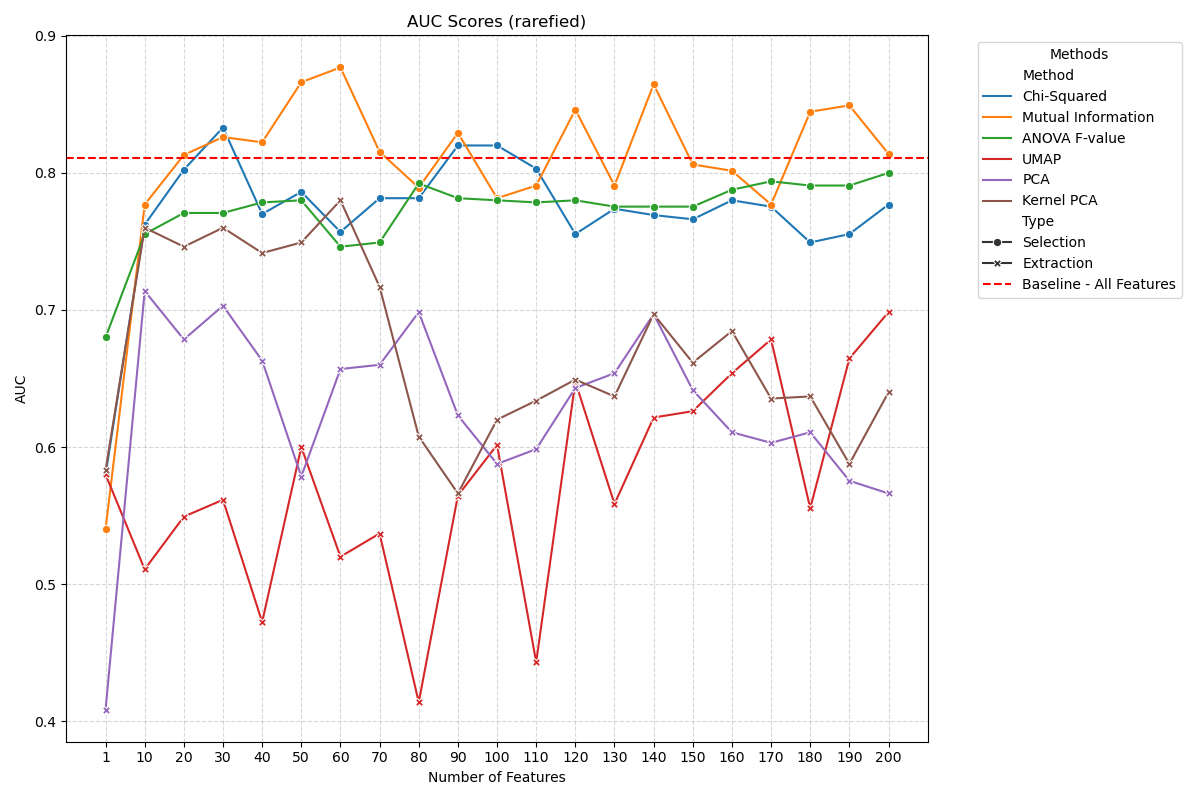 AUC Scores (rarefied)
0.9
0.8
0.7
0.6
0.5
0.4
AUC
1 10 20 30 40 50 60 70 80 90 100 110 120 130 140 150 160 170 180 190 200
Number of Features
Methods
Method
Chi-Squared
Mutual Information
ANOVA F-value
UMAP
PCA
Kernel PCA
Type
Selection
Extraction
Baseline - All Features